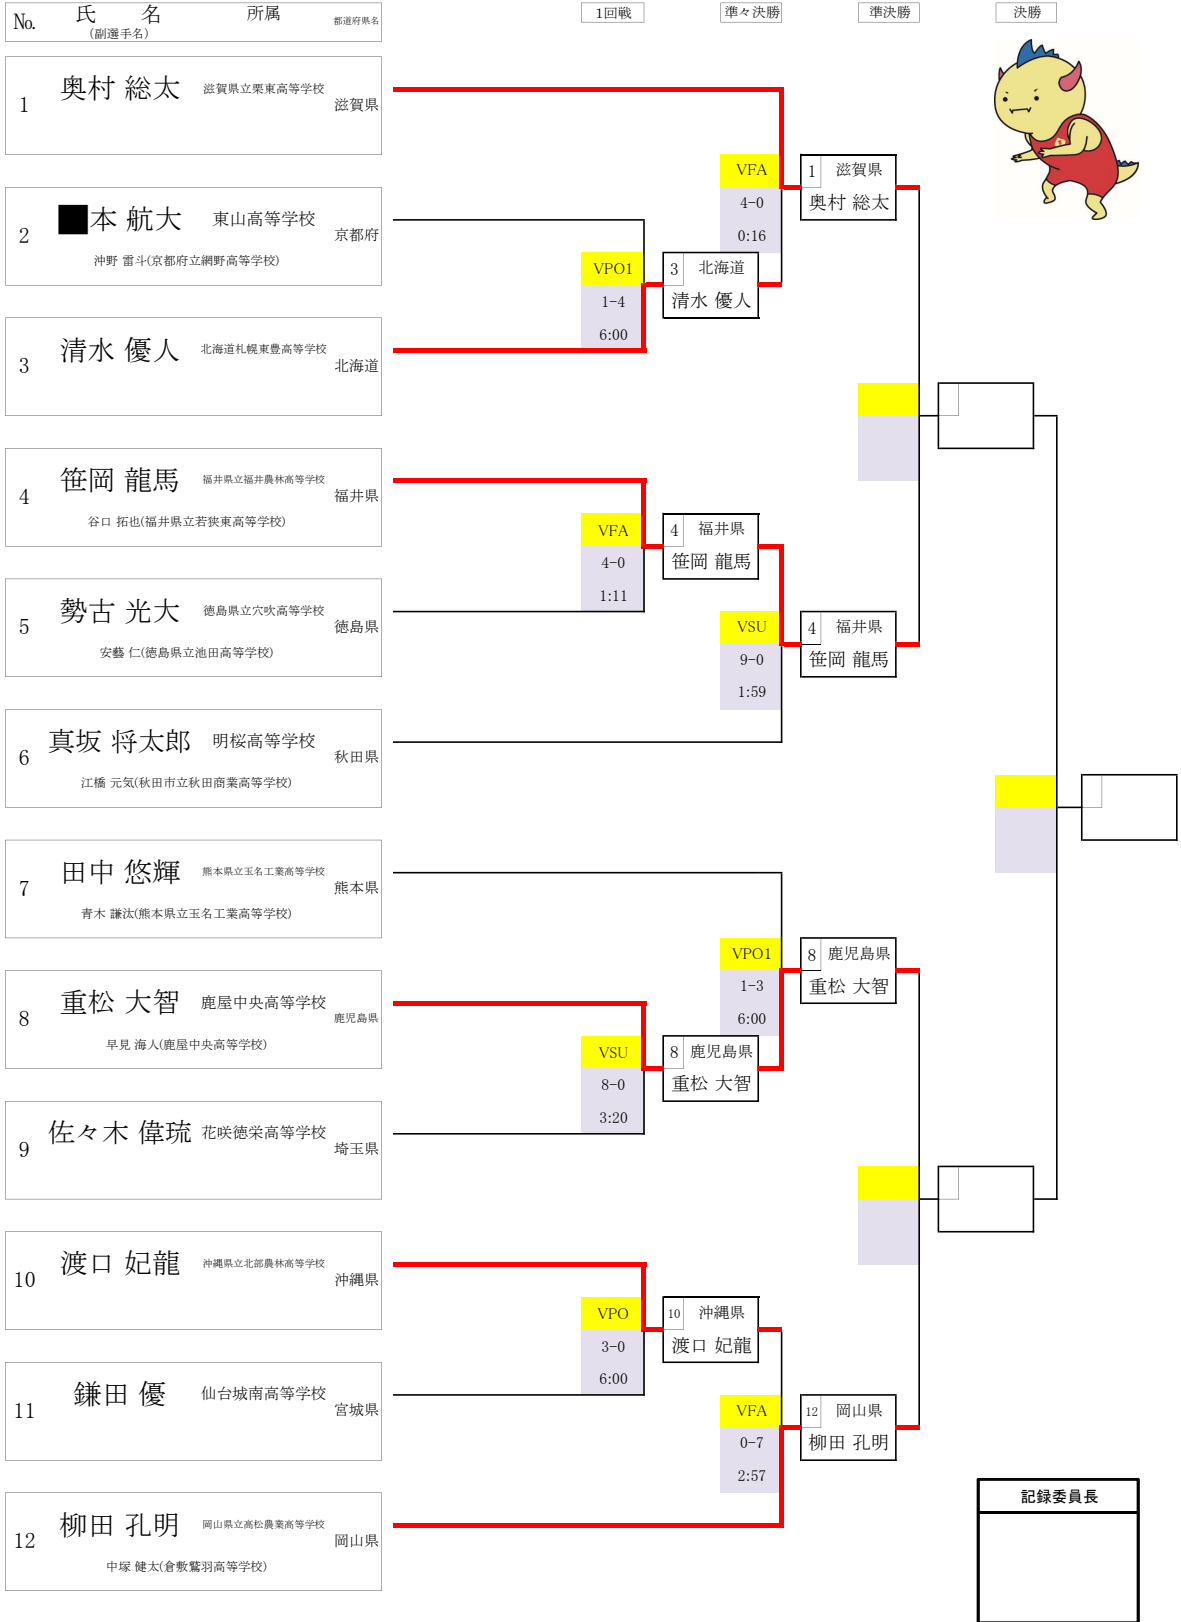 No. 氏 名 所属 都道府県名 1回戦 準々決勝 準決勝 決勝
(副選手名)
1 奥村 総太 滋賀県立栗東高等学校 滋賀県
VFA 1 滋賀県
4-0 奥村 総太
0:16
2 本 航大 東山高等学校 京都府
沖野 雷斗(京都府立網野高等学校)
VPO1 3 北海道
1-4 清水 優人
6:00
3 清水 優人 北海道札幌東豊高等学校 北海道
4 笹岡 龍馬 福井県立福井農林高等学校 福井県
谷口 拓也(福井県立若狭東高等学校)
VFA 4 福井県
4-0 笹岡 龍馬
1:11
5 勢古 光大 徳島県立穴吹高等学校 徳島県
安藝 仁(徳島県立池田高等学校)
VSU 4 福井県
9-0 笹岡 龍馬
1:59
6 真坂 将太郎 明桜高等学校 秋田県
江橋 元気(秋田市立秋田商業高等学校)
7 田中 悠輝 熊本県立玉名工業高等学校 熊本県
青木 謙汰(熊本県立玉名工業高等学校)
VPO1 8 鹿児島県
1-3 重松 大智
6:00
8 重松 大智 鹿屋中央高等学校 鹿児島県
早見 海人(鹿屋中央高等学校)
VSU 8 鹿児島県
8-0 重松 大智
3:20
9 佐々木 偉琉 花咲徳栄高等学校 埼玉県
10 渡口 妃龍 沖縄県立北部農林高等学校 沖縄県
VPO 10 沖縄県
3-0 渡口 妃龍
6:00
11 鎌田 優 仙台城南高等学校 宮城県
VFA 12 岡山県
0-7 柳田 孔明
2:57
12 柳田 孔明 岡山県立高松農業高等学校 岡山県
中塚 健太(倉敷鷲羽高等学校)
記録委員長